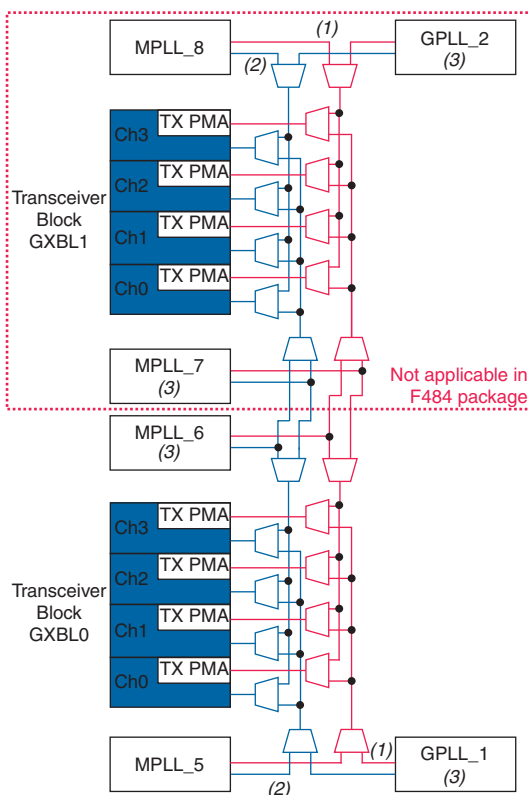 MPLL_8
(1)
(2)
GPLL_2
(3)
Transceiver
Block
GXBL1
TX PMA
Ch3
TX PMA
Ch2
TX PMA
Ch1
TX PMA
Ch0
MPLL_7
(3)
Not applicable in
F484 package
MPLL_6
(3)
Transceiver
Block
GXBL0
TX PMA
Ch3
TX PMA
Ch2
TX PMA
Ch1
TX PMA
Ch0
MPLL_5
(2)
(1)
GPLL_1
(3)